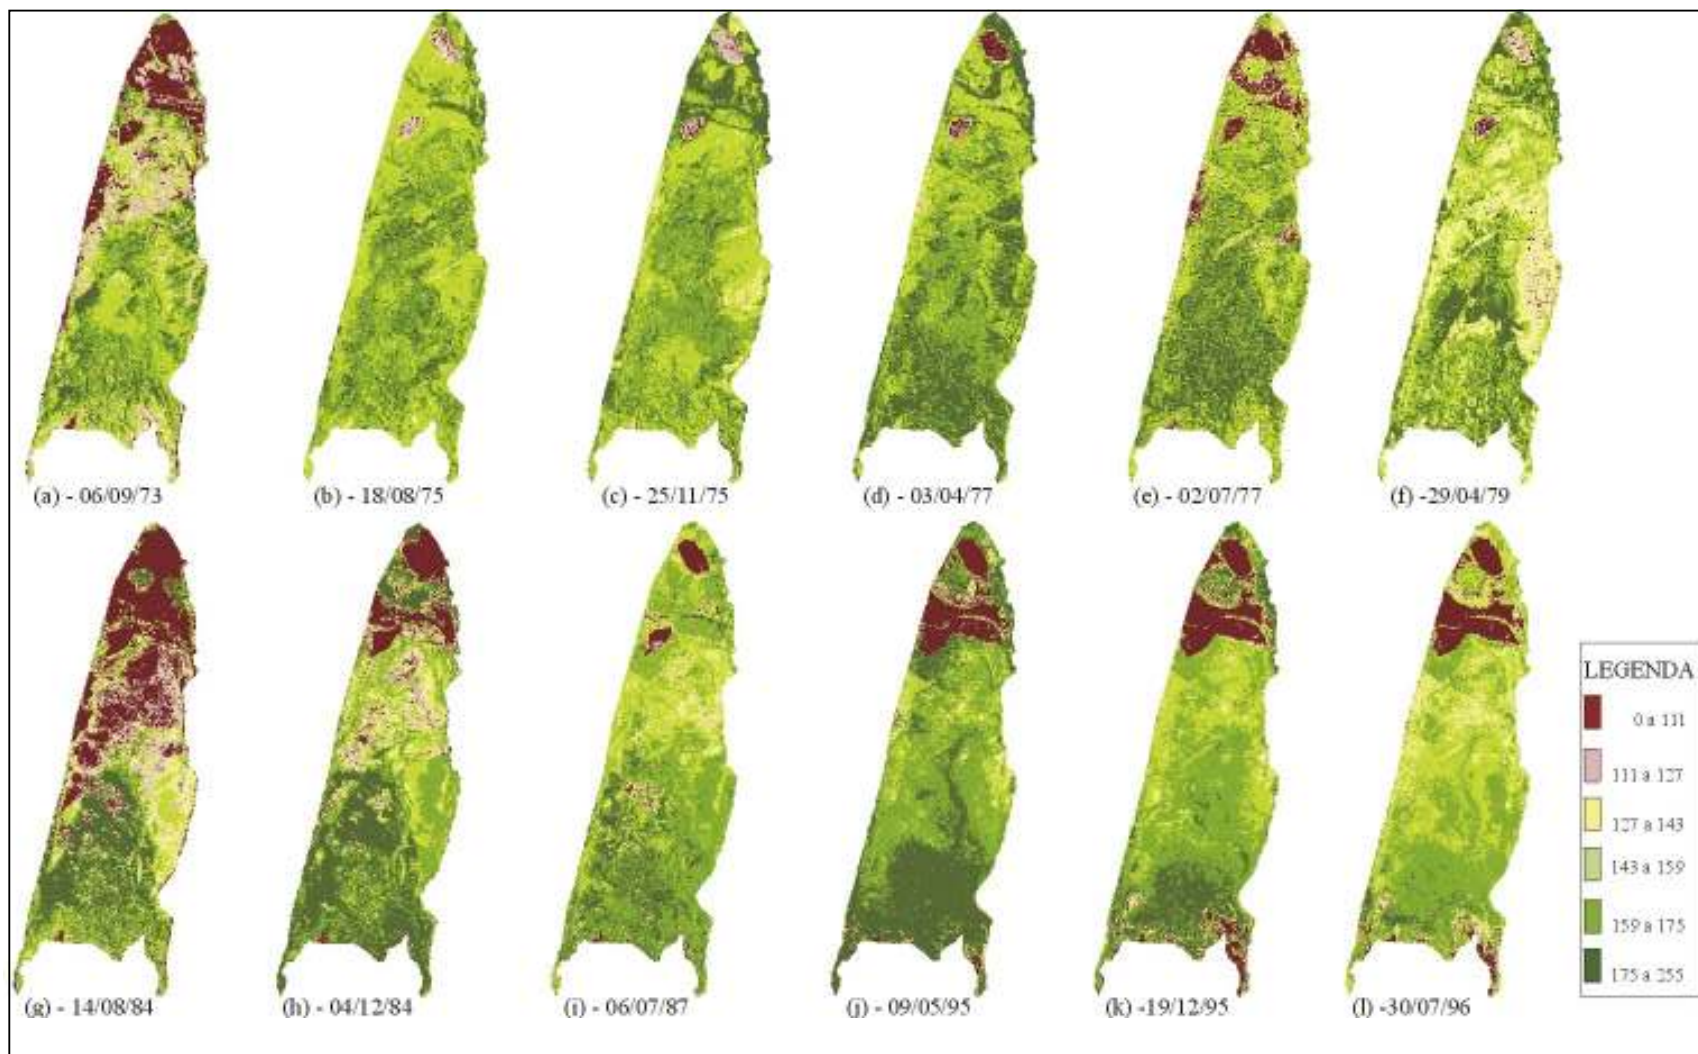 (a) - 06/09/73
(b) - 18/08/75
(c) - 25/11/75
(d) - 03/04/77
(e) - 02/07/77
(f) -29/04/79
(g) - 14/08/84
(h) - 04/12/84
(i) - 06/07/87
(j) - 09/05/95
(k) -19/12/95
(l) -30/07/96
LEGENDA
0 a 111
111 a 127
127 a 143
143 a 159
159 a 175
175 a 255